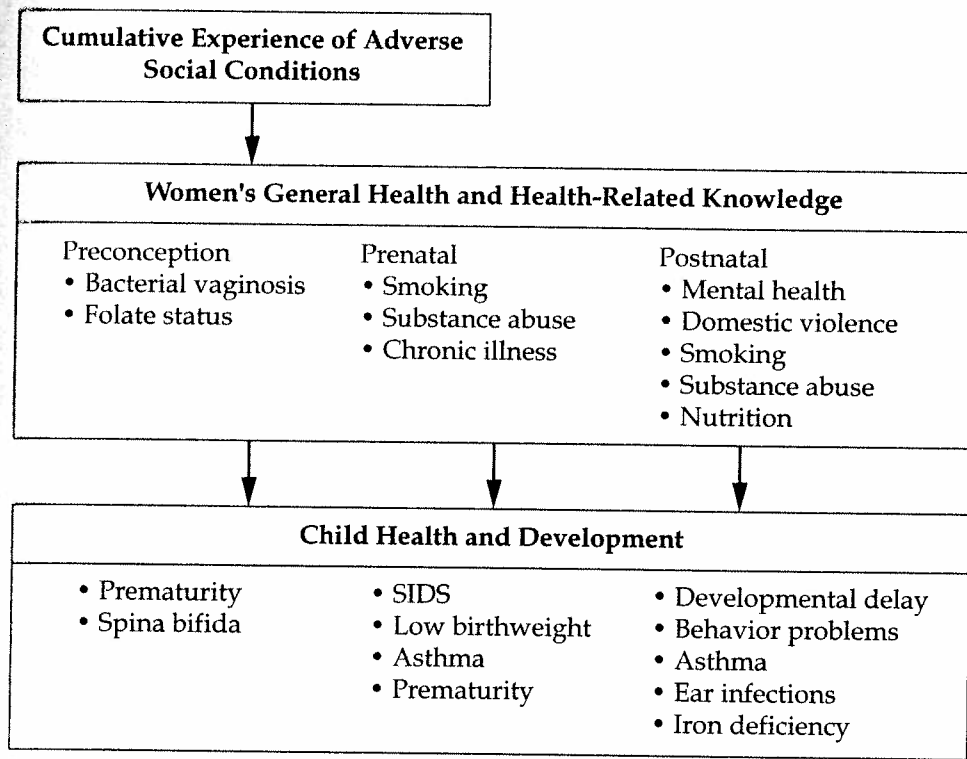 Cumulative Experience of Adverse
Social Conditions
Women's General Health and Health-Related Knowledge
Preconception
• Bacterial vaginosis
• Folate status
Prenatal
• Smoking
• Substance abuse
• Chronic illness
Postnatal
• Mental health
• Domestic violence
• Smoking
• Substance abuse
• Nutrition
Child Health and Development
• Prematurity
• Spina bifida
• SIDS
• Low birthweight
• Asthma
• Prematurity
• Developmental delay
• Behavior problems
• Asthma
• Ear infections
• Iron deficiency